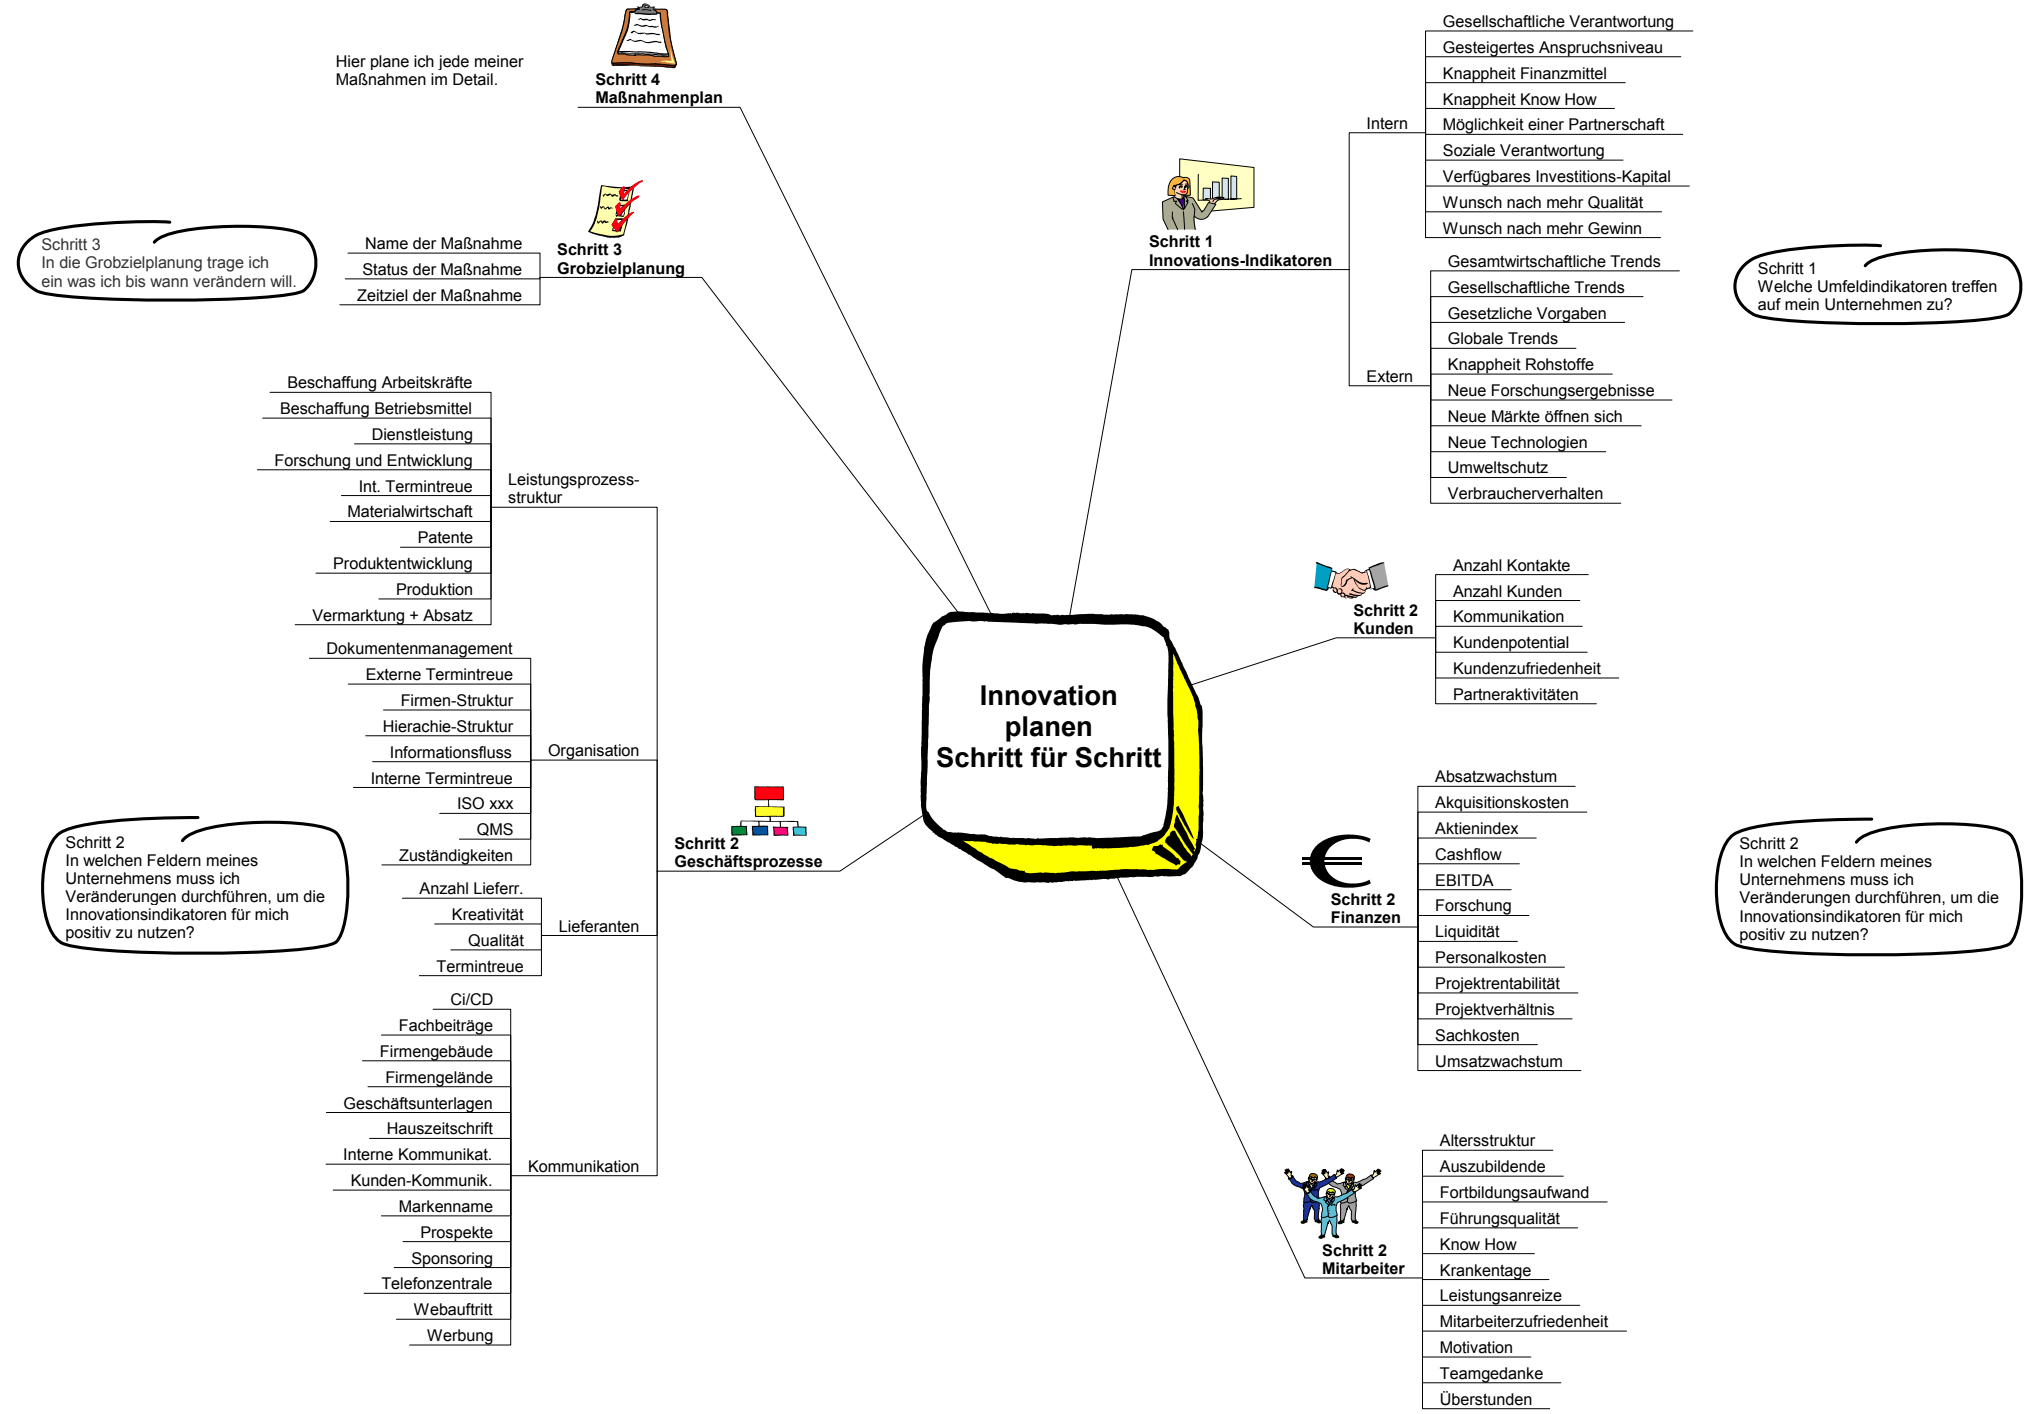 Innovation
planen
Schritt für Schritt
Schritt 1
Innovations-Indikatoren
Intern
Gesellschaftliche Verantwortung
Gesteigertes Anspruchsniveau
Knappheit Finanzmittel
Knappheit Know How
Möglichkeit einer Partnerschaft
Soziale Verantwortung
Verfügbares Investitions-Kapital
Wunsch nach mehr Qualität
Wunsch nach mehr Gewinn
Extern
Gesamtwirtschaftliche Trends
Gesellschaftliche Trends
Gesetzliche Vorgaben
Globale Trends
Knappheit Rohstoffe
Neue Forschungsergebnisse
Neue Märkte öffnen sich
Neue Technologien
Umweltschutz
Verbraucherverhalten
Schritt 1
Welche Umfeldindikatoren treffen
auf mein Unternehmen zu?
Schritt 2
Kunden
Anzahl Kontakte
Anzahl Kunden
Kommunikation
Kundenpotential
Kundenzufriedenheit
Partneraktivitäten
Schritt 2
Finanzen
Absatzwachstum
Akquisitionskosten
Aktienindex
Cashflow
EBITDA
Forschung
Liquidität
Personalkosten
Projektrentabilität
Projektverhältnis
Sachkosten
Umsatzwachstum
Schritt 2
In welchen Feldern meines
Unternehmens muss ich
Veränderungen durchführen, um die
Innovationsindikatoren für mich
positiv zu nutzen?
Schritt 2
Mitarbeiter
Altersstruktur
Auszubildende
Fortbildungsaufwand
Führungsqualität
Know How
Krankentage
Leistungsanreize
Mitarbeiterzufriedenheit
Motivation
Teamgedanke
Überstunden
Schritt 2
Geschäftsprozesse
Leistungsprozess-
struktur
Beschaffung Arbeitskräfte
Beschaffung Betriebsmittel
Dienstleistung
Forschung und Entwicklung
Int. Termintreue
Materialwirtschaft
Patente
Produktentwicklung
Produktion
Vermarktung + Absatz
Organisation
Dokumentenmanagement
Externe Termintreue
Firmen-Struktur
Hierachie-Struktur
Informationsfluss
Interne Termintreue
ISO xxx
QMS
Zuständigkeiten
Lieferanten
Anzahl Lieferr.
Kreativität
Qualität
Termintreue
Kommunikation
Ci/CD
Fachbeiträge
Firmengebäude
Firmengelände
Geschäftsunterlagen
Hauszeitschrift
Interne Kommunikat.
Kunden-Kommunik.
Markenname
Prospekte
Sponsoring
Telefonzentrale
Webauftritt
Werbung
Schritt 2
In welchen Feldern meines
Unternehmens muss ich
Veränderungen durchführen, um die
Innovationsindikatoren für mich
positiv zu nutzen?
Schritt 3
Grobzielplanung
Name der Maßnahme
Status der Maßnahme
Zeitziel der Maßnahme
Schritt 3
In die Grobzielplanung trage ich
ein was ich bis wann verändern will.
Schritt 4
Maßnahmenplan
Hier plane ich jede meiner
Maßnahmen im Detail.